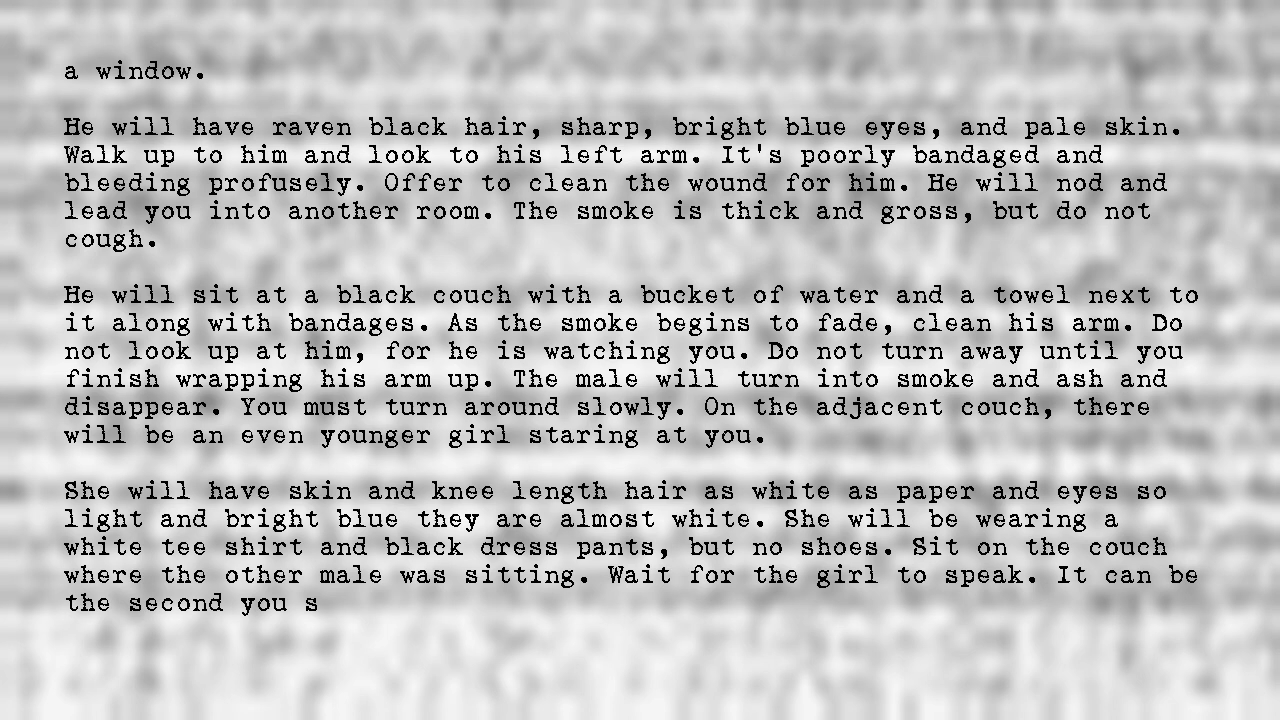 a window.
He will have raven black hair, sharp, bright blue eyes, and pale skin.
Walk up to him and look to his left arm. It's poorly bandaged and
bleeding profusely. Offer to clean the wound for him. He will nod and
lead you into another room. The smoke is thick and gross, but do not
cough.
He will sit at a black couch with a bucket of water and a towel next to
it along with bandages. As the smoke begins to fade, clean his arm. Do
not look up at him, for he is watching you. Do not turn away until you
finish wrapping his arm up. The male will turn into smoke and ash and
disappear. You must turn around slowly. On the adjacent couch, there
will be an even younger girl staring at you.
She will have skin and knee length hair as white as paper and eyes so
light and bright blue they are almost white. She will be wearing a
white tee shirt and black dress pants, but no shoes. Sit on the couch
where the other male was sitting. Wait for the girl to speak. It can be
the second you s